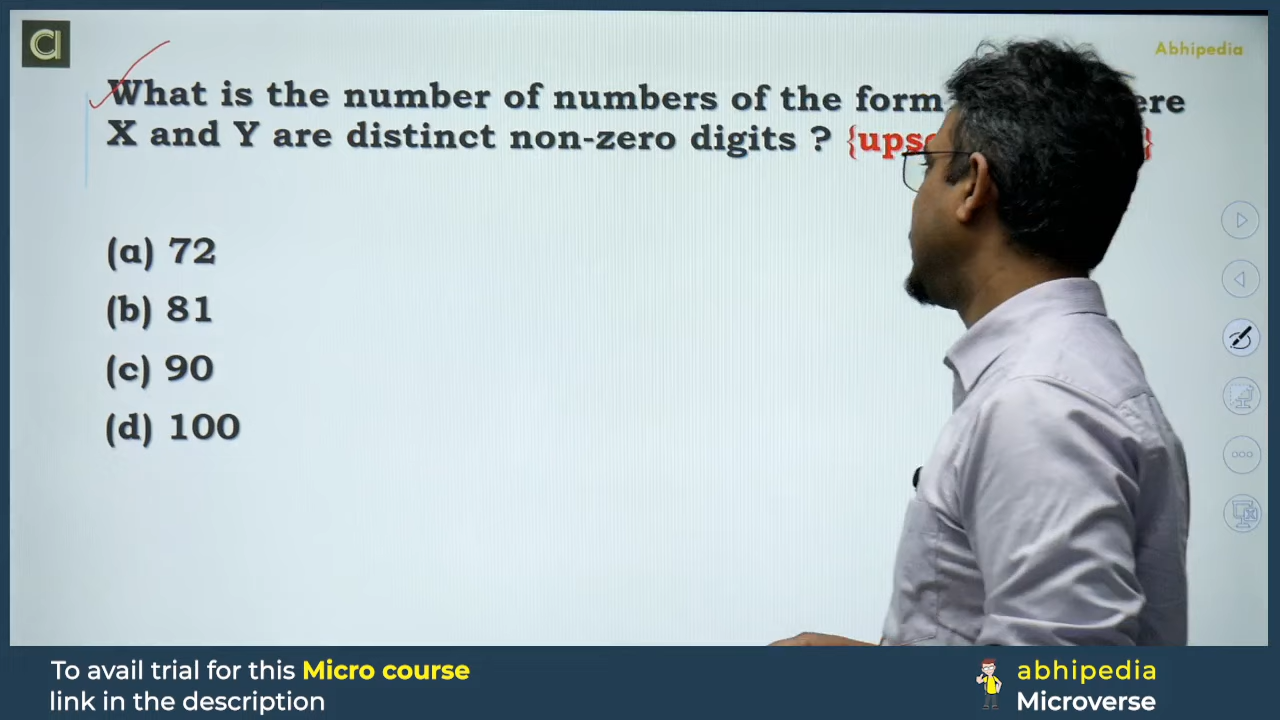 Abhipedia
What is the number of numbers of the form
X and Y are distinct non-zero digits ?
(a) 72
(b) 81
(c) 90
(d) 100
To avail trial for this Micro course
link in the description
abhipedia
Microverse